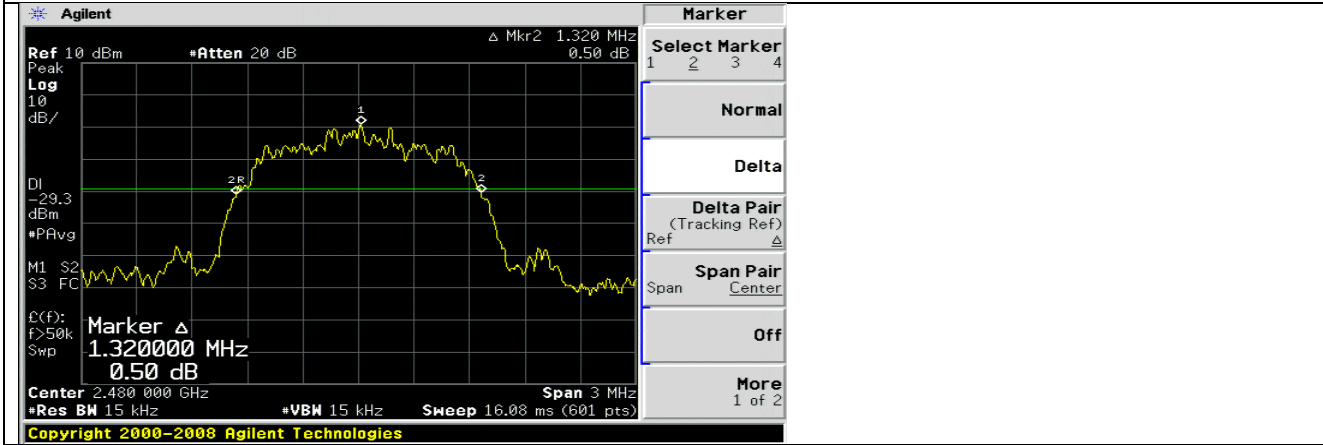 Agilent
Δ Mkr2 1.320 MHz
Ref 10 dBm #Atten 20 dB 0.50 dB
Peak
Log
10
dB/
1
2R
2
DI
-29.3
dBm
#PAvg
M1 S2
S3 FC
£(f):
f>50k
Swp
Marker Δ
1.320000 MHz
0.50 dB
Center 2.480 000 GHz Span 3 MHz
#Res BW 15 kHz #VBW 15 kHz Sweep 16.08 ms (601 pts)
Copyright 2000-2008 Agilent Technologies
Marker
Select Marker
1 2 3 4
Normal
Delta
Delta Pair
(Tracking Ref)
Ref Δ
Span Pair
Span Center
Off
More
1 of 2